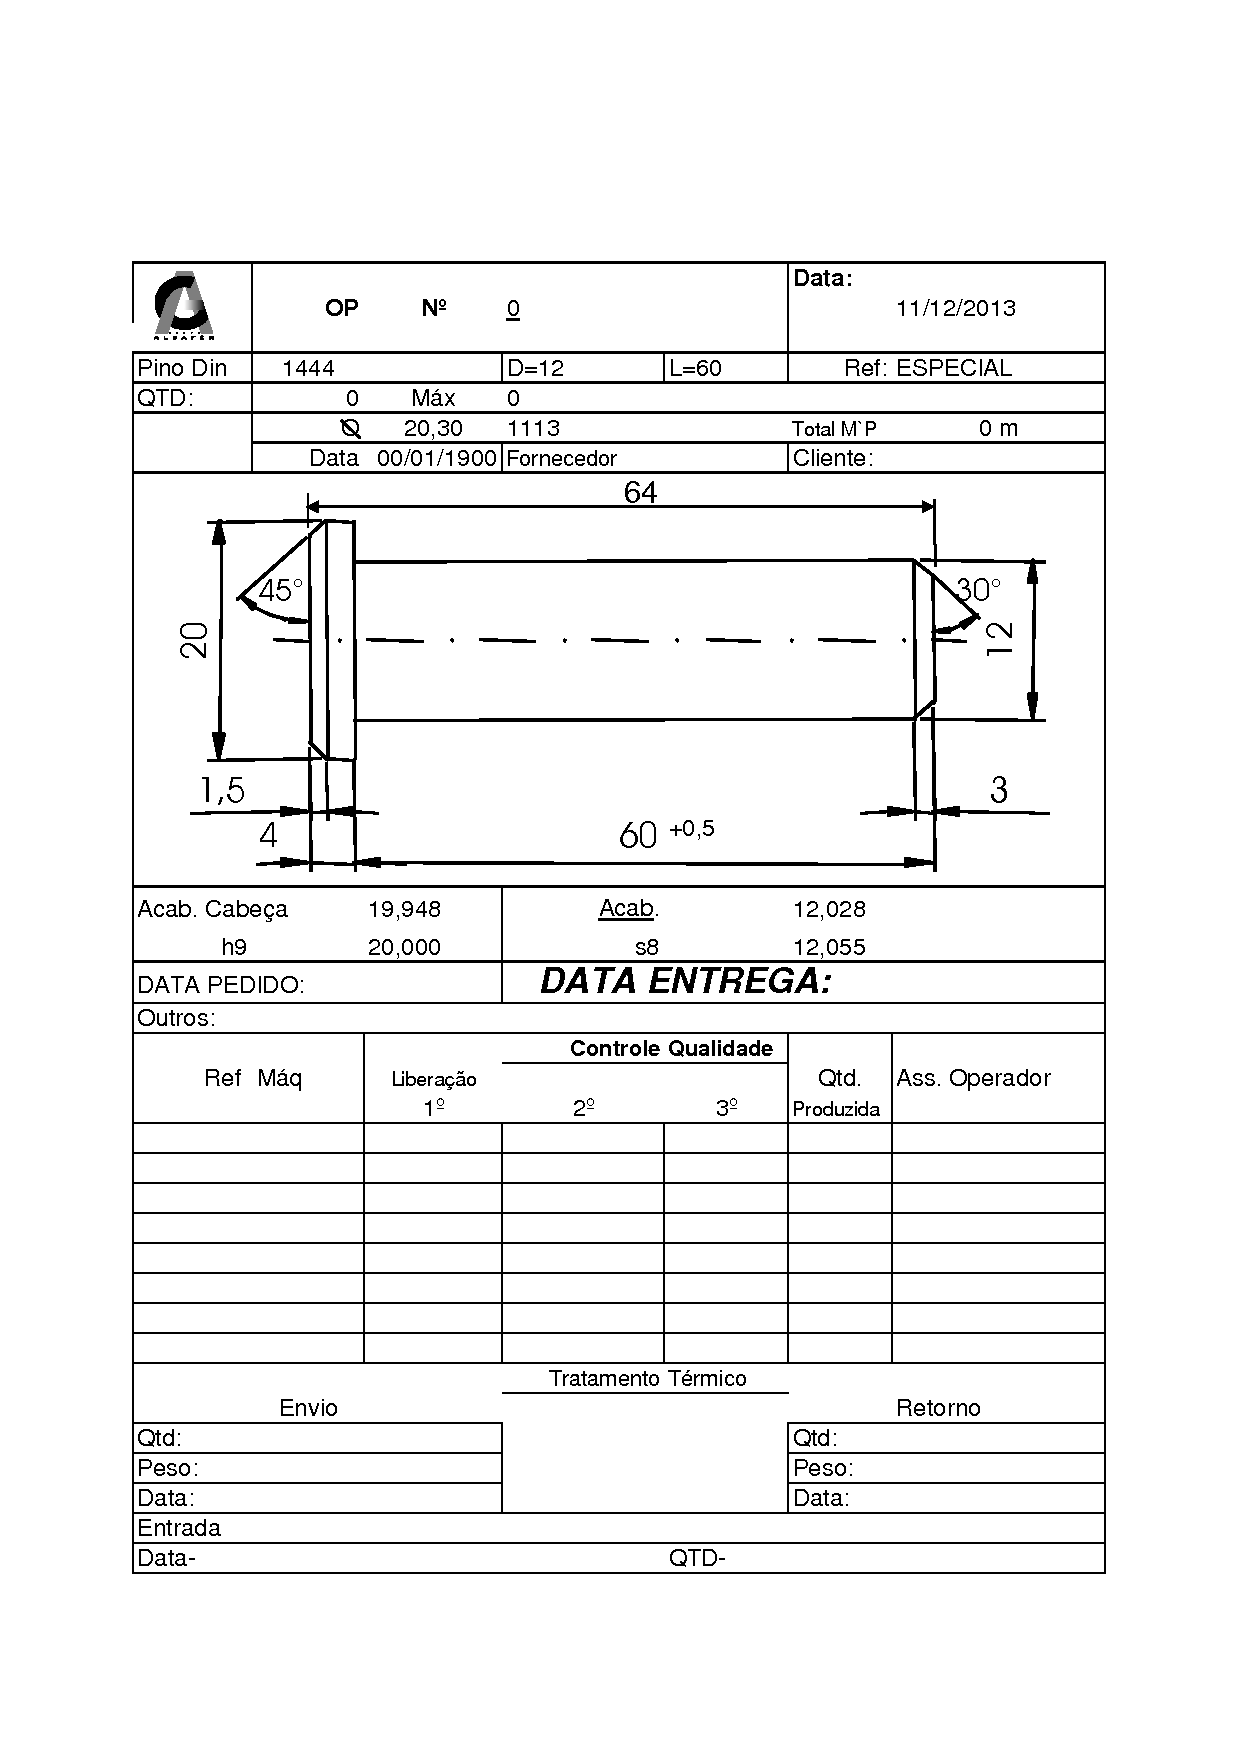 ALBAFER
Data:
OP Nº 0 11/12/2013
Pino Din 1444 D=12 L=60 Ref: ESPECIAL
QTD: 0 Máx 0
Ø 20,30 1113 Total M`P 0 m
Data 00/01/1900 Fornecedor Cliente:
64
45° 30°
20 12
1,5 3
4 60 +0,5
Acab. Cabeça 19,948 Acab. 12,028
h9 20,000 s8 12,055
DATA PEDIDO: DATA ENTREGA:
Outros:
Controle Qualidade
Ref Máq Liberação Qtd. Ass. Operador
1º 2º 3º Produzida
Tratamento Térmico
Envio Retorno
Qtd: Qtd:
Peso: Peso:
Data: Data:
Entrada
Data- QTD-